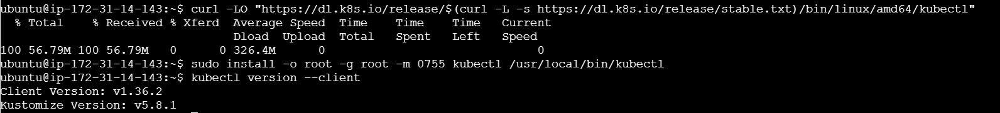 ubuntu@ip-172-31-14-143:~$ curl -LO "https://dl.k8s.io/release/$(curl -L -s https://dl.k8s.io/release/stable.txt)/bin/linux/amd64/kubectl"
  % Total    % Received % Xferd  Average Speed  Time    Time    Time   Current
                                 Dload  Upload  Total   Spent   Left   Speed
100 56.79M 100 56.79M   0      0 326.4M      0                              0
ubuntu@ip-172-31-14-143:~$ sudo install -o root -g root -m 0755 kubectl /usr/local/bin/kubectl
ubuntu@ip-172-31-14-143:~$ kubectl version --client
Client Version: v1.36.2
Kustomize Version: v5.8.1